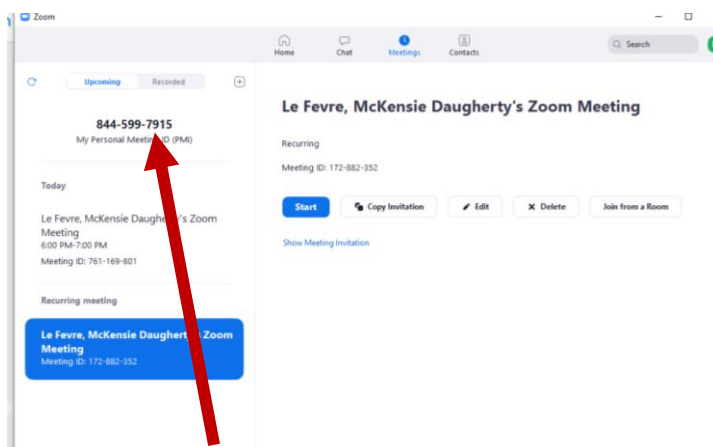 Zoom
Home Chat Meetings Contacts
Search
Upcoming Recorded
844-599-7915
My Personal Meeting ID (PMI)
Today
Le Fevre, McKensie Daugherty's Zoom
Meeting
6:00 PM-7:00 PM
Meeting ID: 761-169-801
Recurring meeting
Le Fevre, McKensie Daugherty's Zoom
Meeting
Meeting ID: 172-882-352
Le Fevre, McKensie Daugherty's Zoom Meeting
Recurring
Meeting ID: 172-882-352
Start Copy Invitation Edit Delete Join from a Room
Show Meeting Invitation